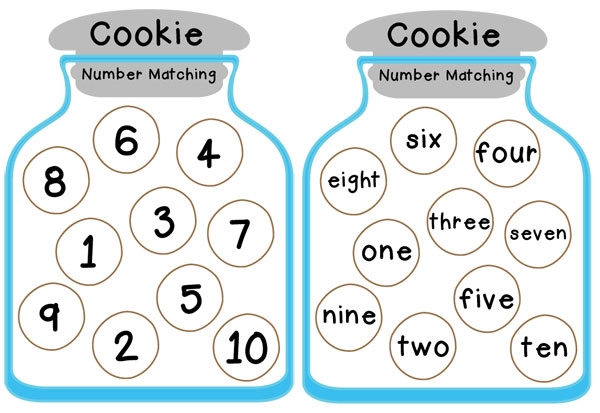 Cookie
Number Matching
6
4
8
3
7
1
5
9
2
10
Cookie
Number Matching
six
four
eight
three
seven
one
five
nine
two
ten